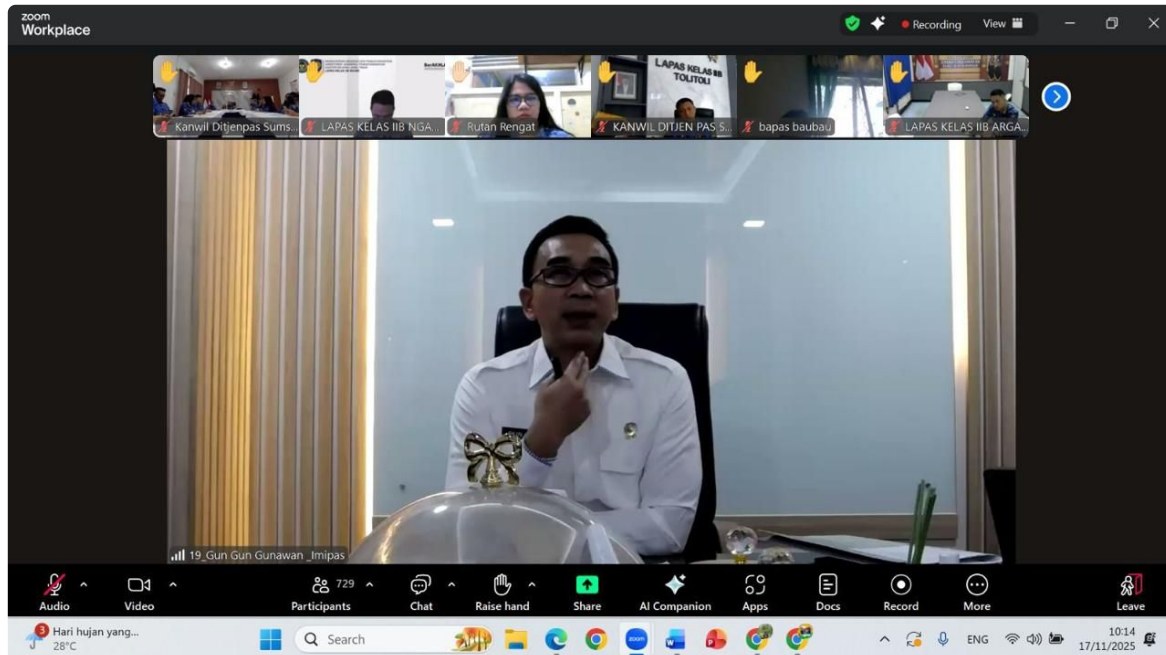 zoom
Workplace
Recording
View
Kanwil Ditjenpas Sums...
LAPAS KELAS IIB NGA...
Rutan Rengat
LAPAS KELAS IIB
TOLITOLI
KANWIL DITJEN PAS S...
bapas baubau
LAPAS KELAS IIB ARGA...
19_Gun Gun Gunawan _Imipas
Audio
Video
729
Participants
Chat
Raise hand
Share
AI Companion
Apps
Docs
Record
More
Leave
3
Hari hujan yang...
28°C
Search
zoom
ENG
10:14
17/11/2025